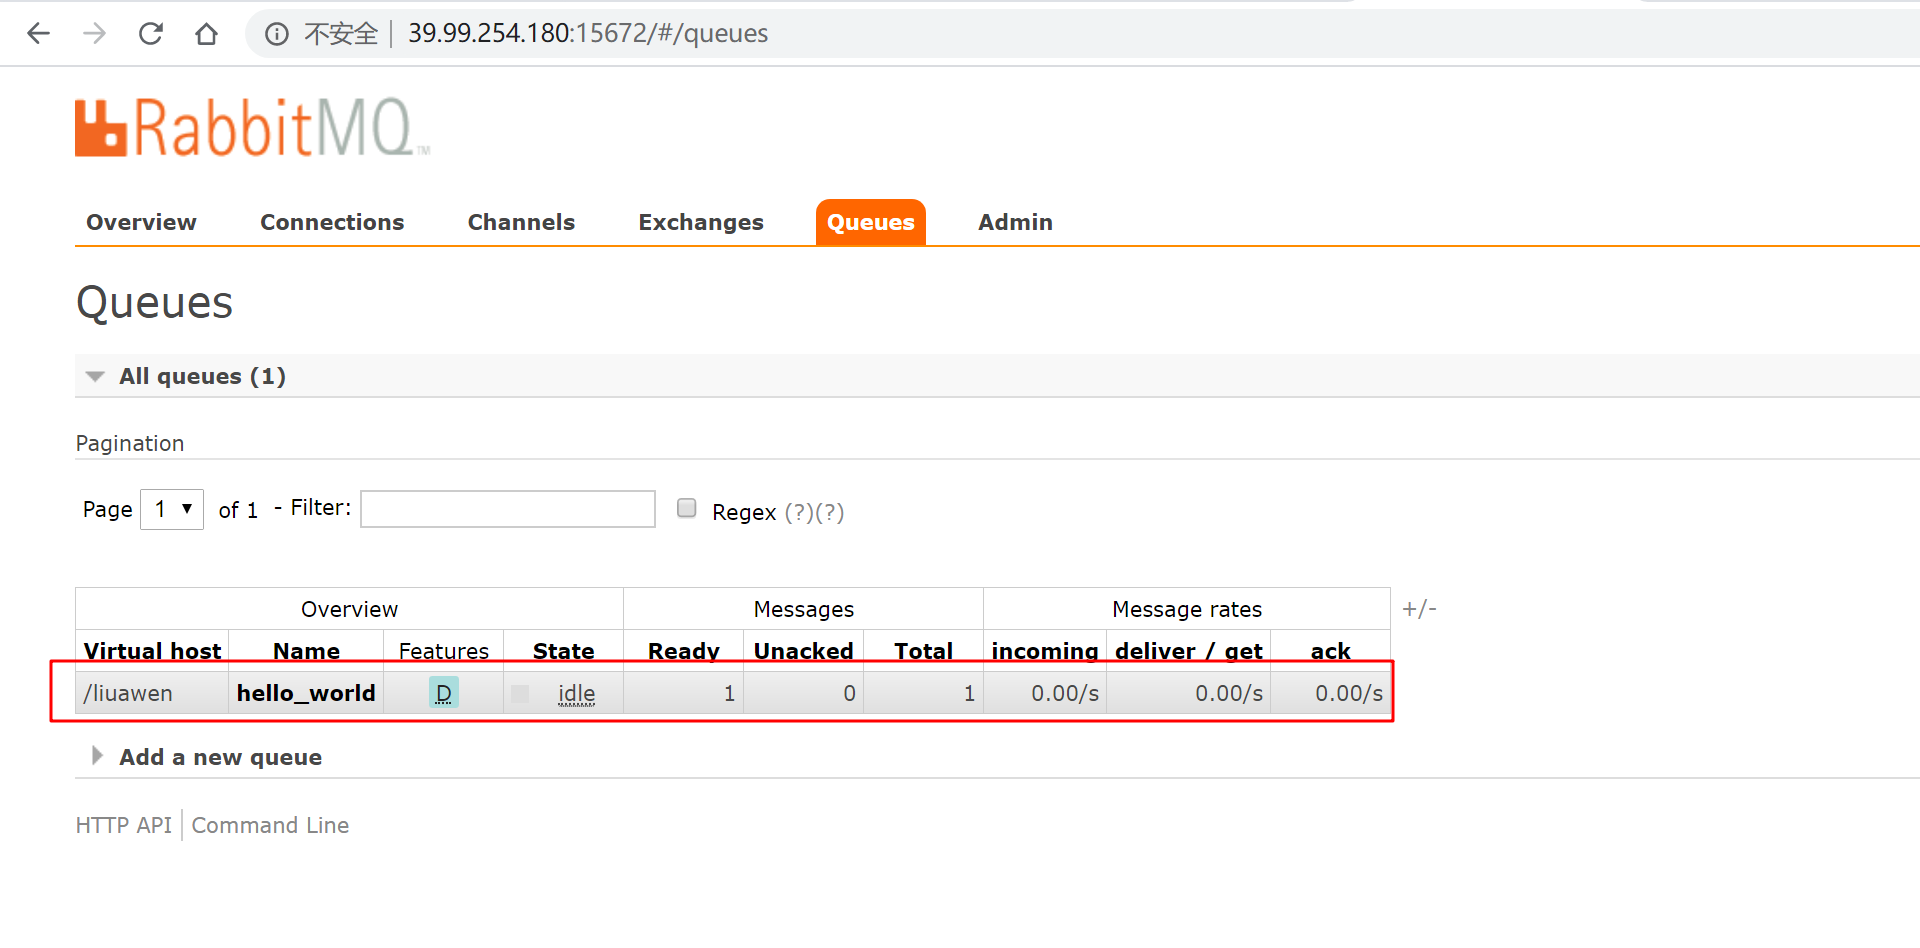 不安全 39.99.254.180:15672/#/queues
RabbitMQ™
Overview Connections Channels Exchanges Queues Admin
Queues
All queues (1)
Pagination
Page 1 of 1 - Filter: Regex (?)(?)
Overview Messages Message rates +/-
Virtual host Name Features State Ready Unacked Total incoming deliver / get ack
/liuawen hello_world D idle 1 0 1 0.00/s 0.00/s 0.00/s
Add a new queue
HTTP API Command Line